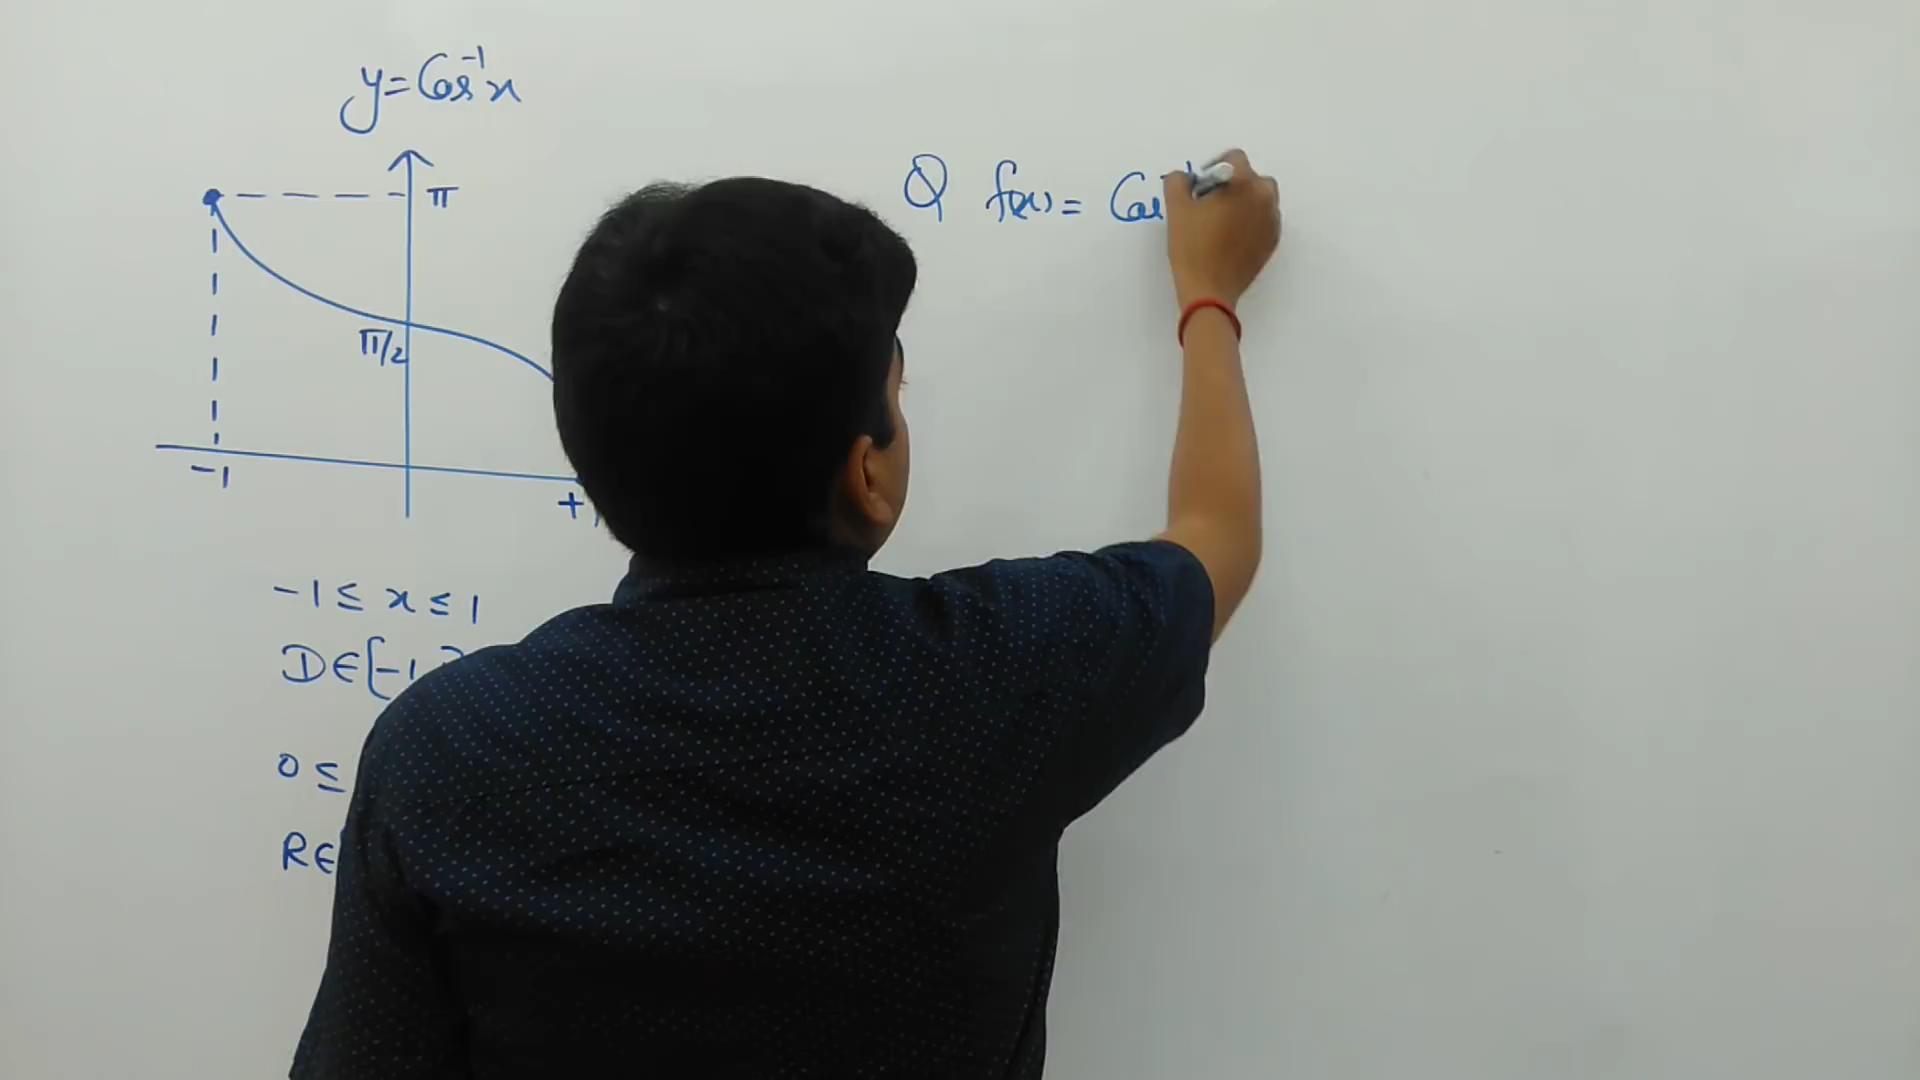 y = Cos⁻¹x
π
π/2
-1
+
-1 ≤ x ≤ 1
D ∈ [-1
0 ≤
R ∈
Q f(x) = Cos⁻¹